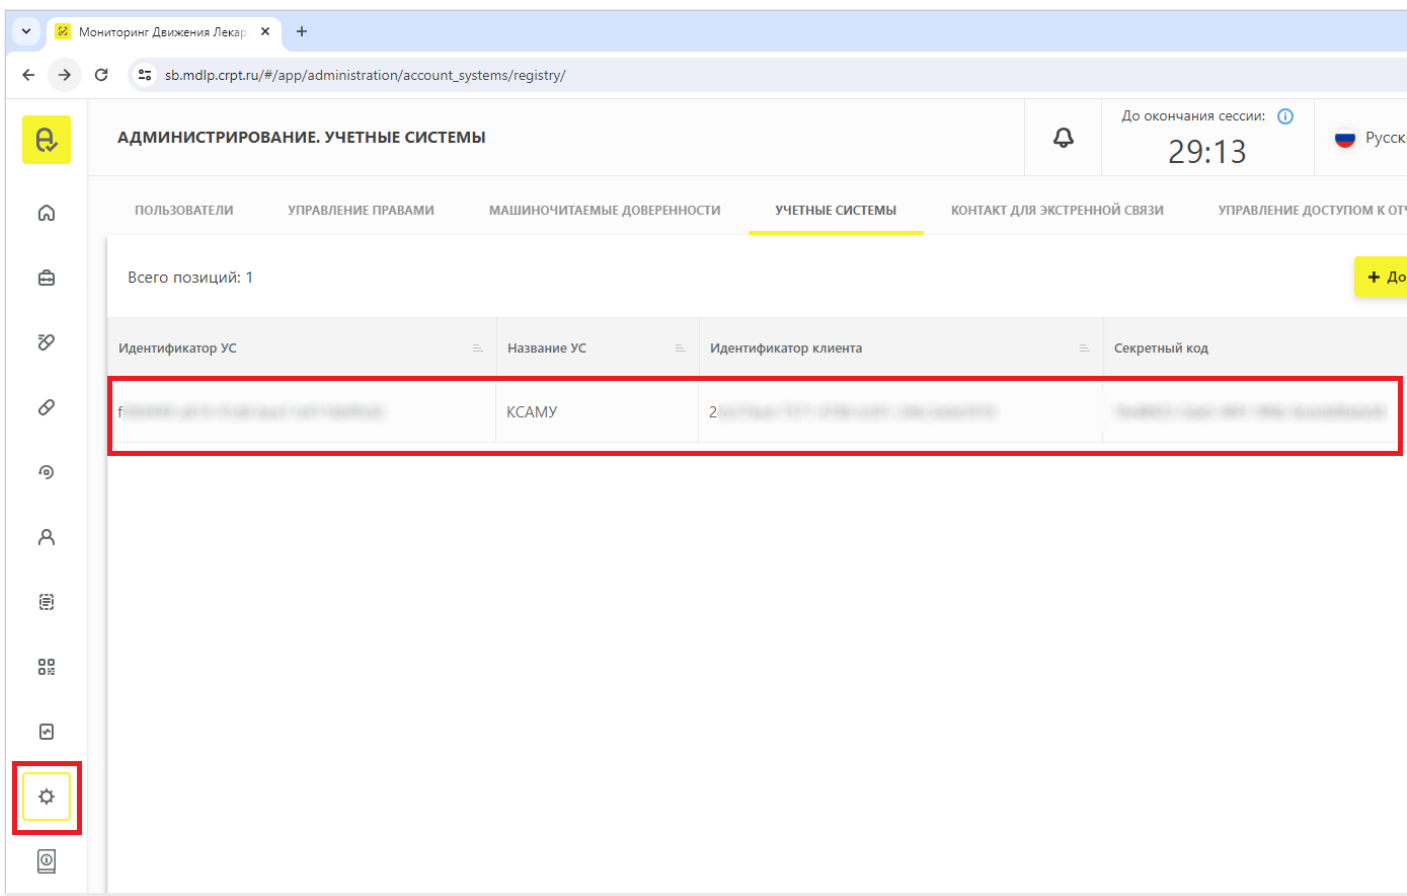 Мониторинг Движения Лекар
sb.mdlp.crpt.ru/#/app/administration/account_systems/registry/
АДМИНИСТРИРОВАНИЕ. УЧЕТНЫЕ СИСТЕМЫ
До окончания сессии:
29:13
Русск
ПОЛЬЗОВАТЕЛИ УПРАВЛЕНИЕ ПРАВАМИ МАШИНОЧИТАЕМЫЕ ДОВЕРЕННОСТИ УЧЕТНЫЕ СИСТЕМЫ КОНТАКТ ДЛЯ ЭКСТРЕННОЙ СВЯЗИ УПРАВЛЕНИЕ ДОСТУПОМ К ОТЧ
Всего позиций: 1
+ До
Идентификатор УС Название УС Идентификатор клиента Секретный код
f КСАМУ 2